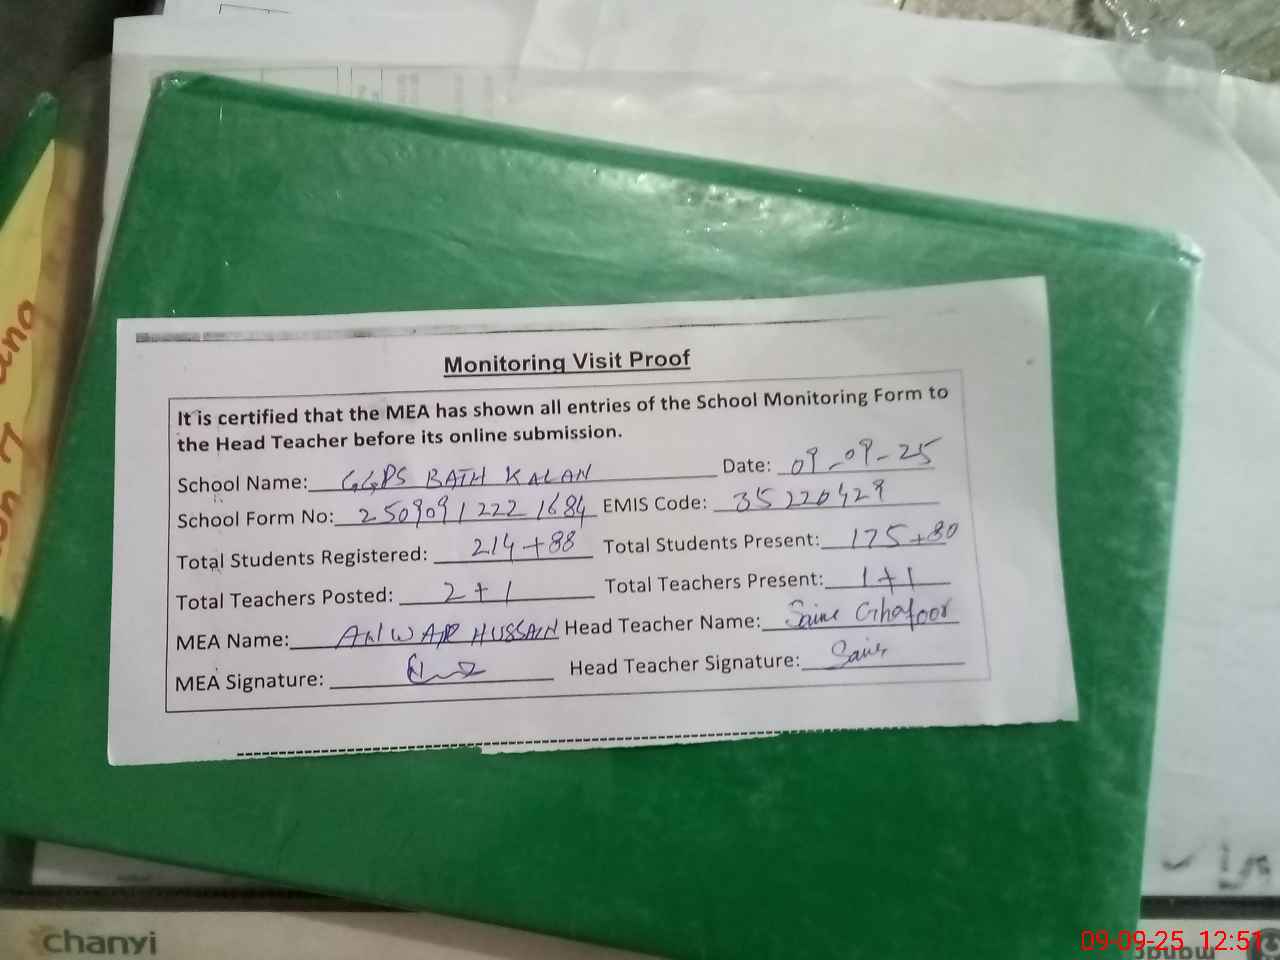 Monitoring Visit Proof
It is certified that the MEA has shown all entries of the School Monitoring Form to
the Head Teacher before its online submission.
School Name: GGPS BATH KALAN Date: 09-09-25
School Form No: 2509091222 1684 EMIS Code: 35220429
Total Students Registered: 214+88 Total Students Present: 175+80
Total Teachers Posted: 2+1 Total Teachers Present: 1+1
MEA Name: ANWAR HUSSAIN Head Teacher Name: Ghafoor
MEA Signature: Head Teacher Signature:
chanyi
09-09-25 12:51